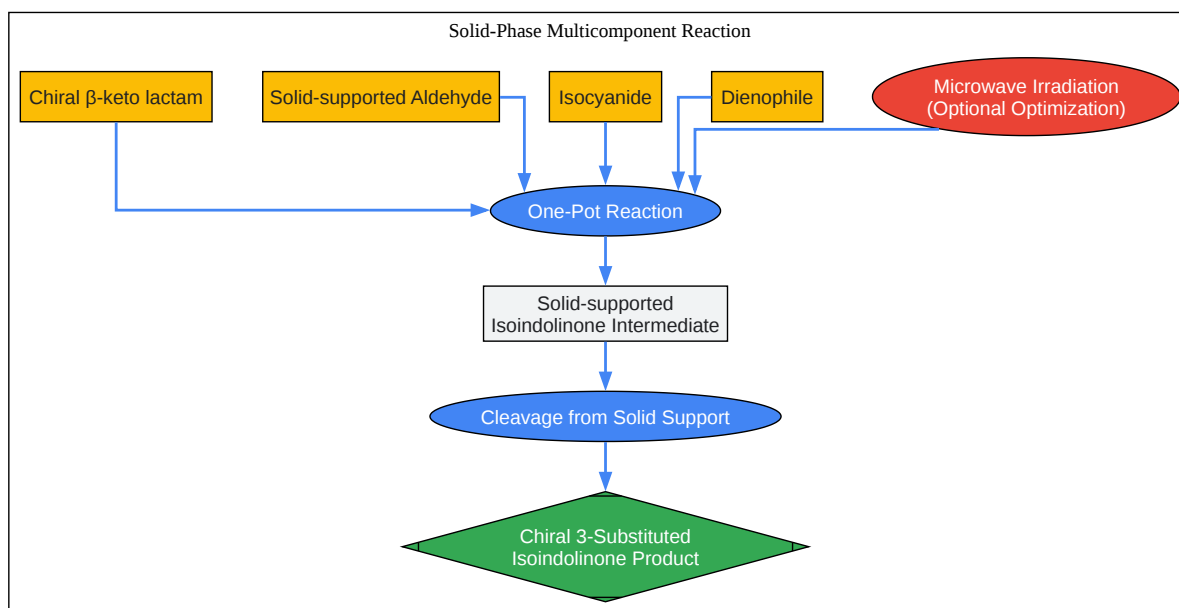 Solid-Phase Multicomponent Reaction
Chiral β-keto lactam
Solid-supported Aldehyde
Isocyanide
Dienophile
Microwave Irradiation
(Optional Optimization)
One-Pot Reaction
Solid-supported
Isoindolinone Intermediate
Cleavage from Solid Support
Chiral 3-Substituted
Isoindolinone Product